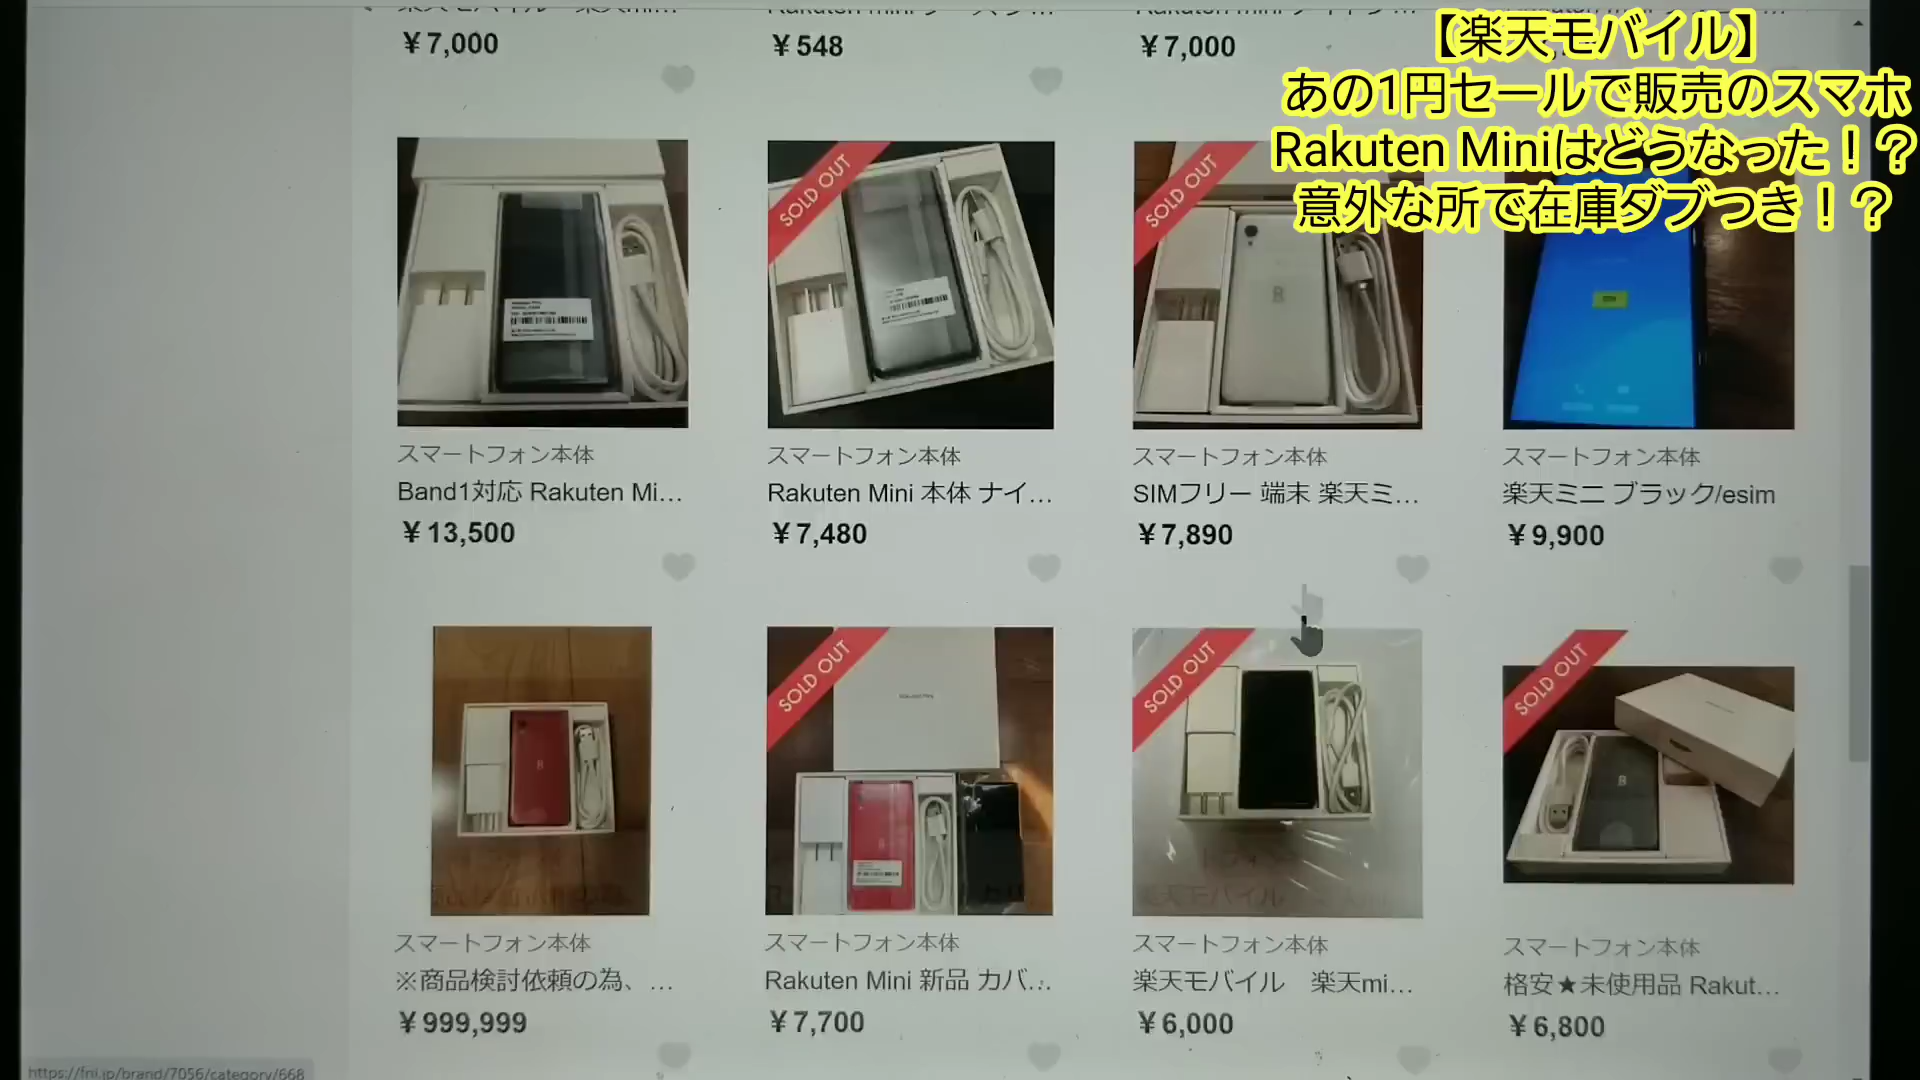 【楽天モバイル】
あの1円セールで販売のスマホ
Rakuten Miniはどうなった！？
意外な所で在庫ダブつき！？
￥7,000
￥548
￥7,000
SOLD OUT
SOLD OUT
スマートフォン本体
スマートフォン本体
スマートフォン本体
スマートフォン本体
Band1対応 Rakuten Mi...
Rakuten Mini 本体 ナイ...
SIMフリー 端末 楽天ミ...
楽天ミニ ブラック/esim
￥13,500
￥7,480
￥7,890
￥9,900
SOLD OUT
SOLD OUT
SOLD OUT
スマートフォン本体
スマートフォン本体
スマートフォン本体
スマートフォン本体
※商品検討依頼の為、...
Rakuten Mini 新品 カバ...
楽天モバイル　楽天mi...
格安★未使用品 Rakut...
￥999,999
￥7,700
￥6,000
￥6,800
https://fril.jp/brand/7056/category/668